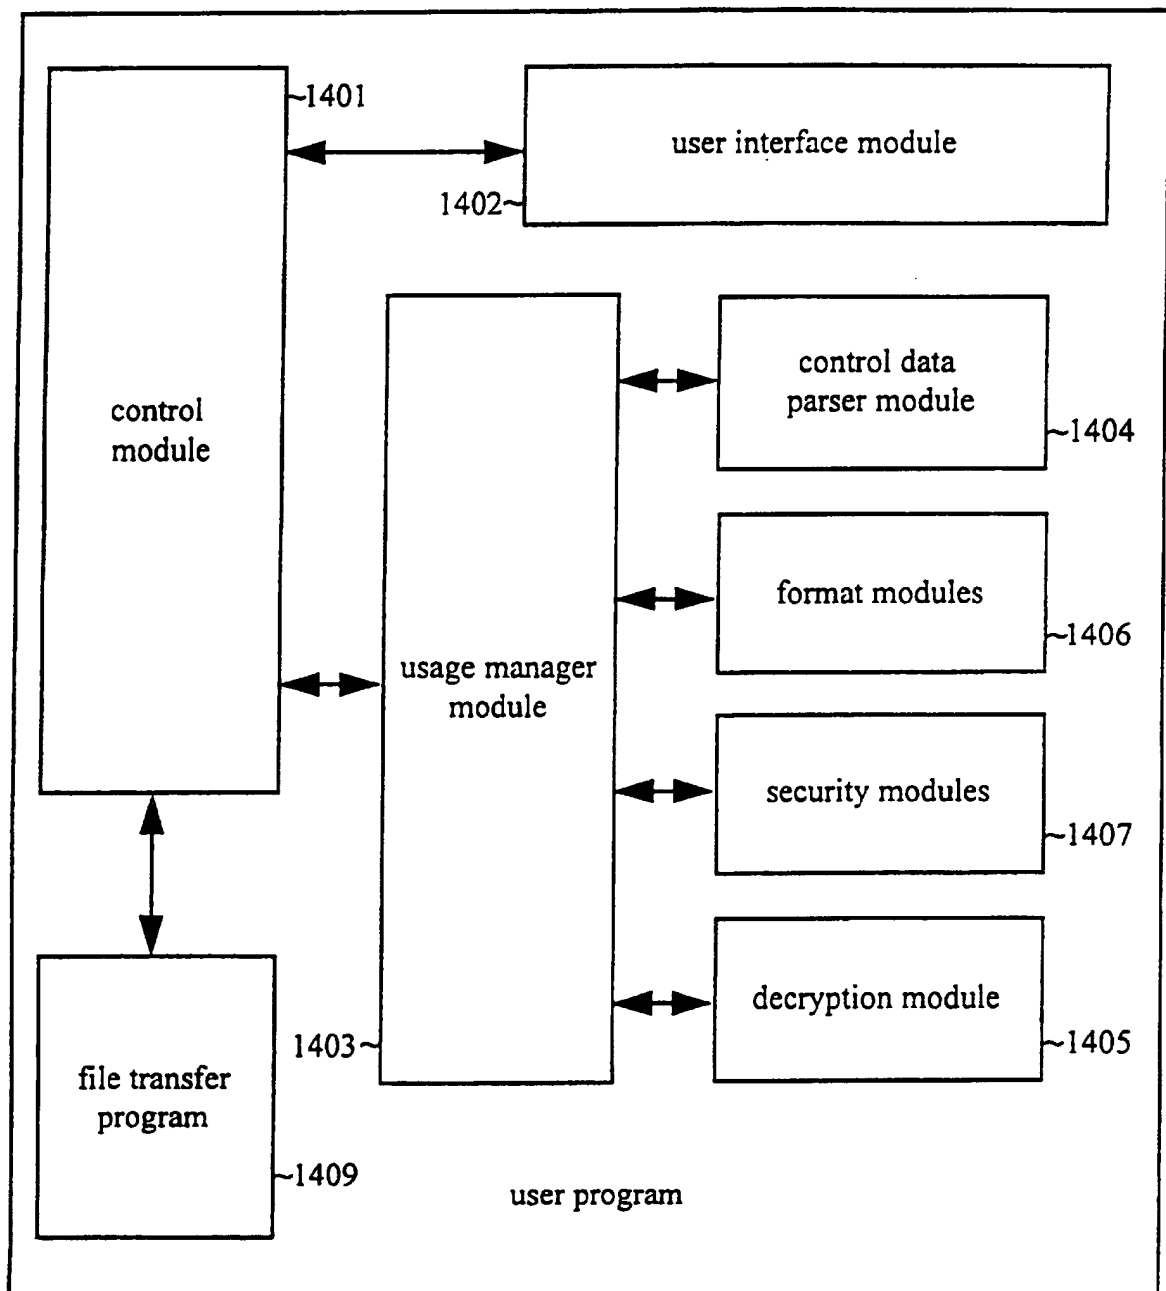 1401
user interface module
1402
control
module
control data
parser module
1404
format modules
1406
usage manager
module
security modules
1407
decryption module
1403
1405
file transfer
program
1409
user program